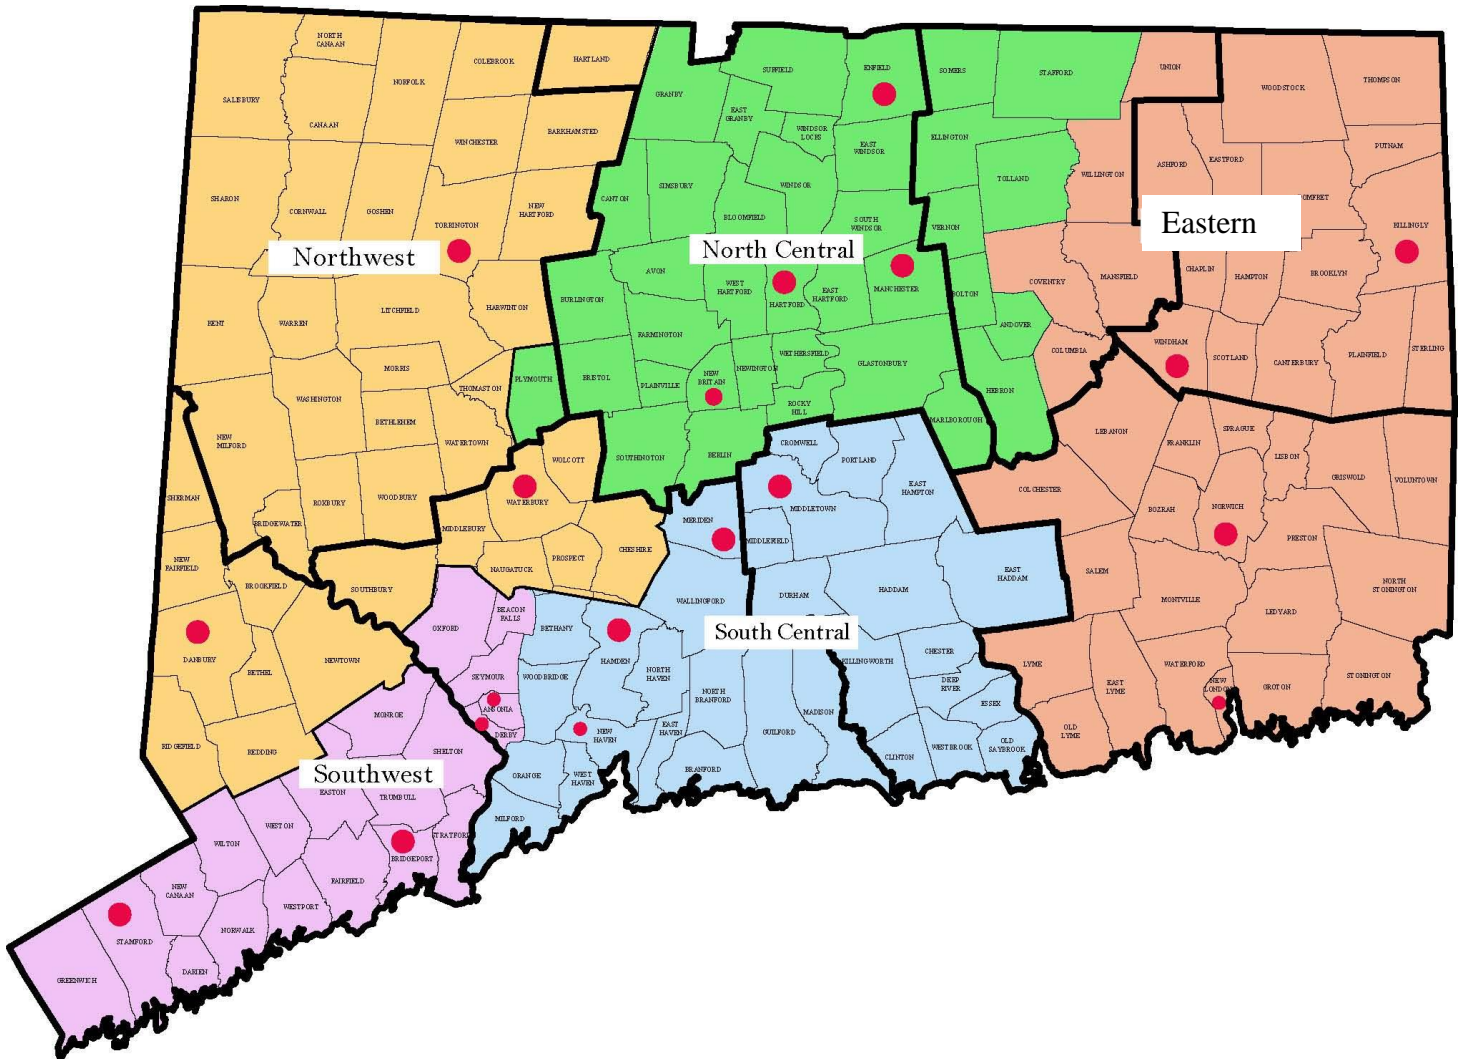 NORTH
CANAAN
COLEBROOK
HARTLAND
NORFOLK
SALISBURY
CANAAN
WINCHESTER
BARKHAMSTED
SHARON
CORNWALL
GOSHEN
TORRINGTON
NEW
HARTFORD
Northwest
KENT
WARREN
LITCHFIELD
HARWINTON
MORRIS
THOMASTON
PLYMOUTH
WASHINGTON
BETHLEHEM
WATERTOWN
NEW
MILFORD
ROXBURY
WOODBURY
BRIDGEWATER
SHERMAN
NEW
FAIRFIELD
BROOKFIELD
SOUTHBURY
MIDDLEBURY
WATERBURY
WOLCOTT
NAUGATUCK
PROSPECT
CHESHIRE
DANBURY
BETHEL
NEWTOWN
RIDGEFIELD
REDDING
GRANBY
SUFFIELD
ENFIELD
SOMERS
STAFFORD
EAST
GRANBY
WINDSOR
LOCKS
EAST
WINDSOR
ELLINGTON
TOLLAND
CANTON
SIMSBURY
WINDSOR
BLOOMFIELD
SOUTH
WINDSOR
VERNON
North Central
AVON
WEST
HARTFORD
HARTFORD
EAST
HARTFORD
MANCHESTER
BOLTON
ANDOVER
BURLINGTON
FARMINGTON
WETHERSFIELD
GLASTONBURY
BRISTOL
PLAINVILLE
NEW
BRITAIN
NEWINGTON
ROCKY
HILL
HEBRON
MARLBOROUGH
SOUTHINGTON
BERLIN
UNION
WOODSTOCK
THOMPSON
WILLINGTON
ASHFORD
EASTFORD
PUTNAM
OMFRET
Eastern
KILLINGLY
COVENTRY
MANSFIELD
CHAPLIN
HAMPTON
BROOKLYN
COLUMBIA
WINDHAM
SCOTLAND
CANTERBURY
PLAINFIELD
STERLING
LEBANON
FRANKLIN
SPRAGUE
LISBON
GRISWOLD
VOLUNTOWN
COLCHESTER
BOZRAH
NORWICH
PRESTON
SALEM
MONTVILLE
LEDYARD
NORTH
STONINGTON
LYME
EAST
LYME
WATERFORD
NEW
LONDON
GROTON
STONINGTON
OLD
LYME
CROMWELL
PORTLAND
EAST
HAMPTON
MERIDEN
MIDDLETOWN
MIDDLEFIELD
WALLINGFORD
DURHAM
HADDAM
EAST
HADDAM
South Central
BETHANY
HAMDEN
WOODBRIDGE
NORTH
HAVEN
NORTH
BRANFORD
KILLINGWORTH
CHESTER
DEEP
RIVER
ESSEX
NEW
HAVEN
EAST
HAVEN
GUILFORD
MADISON
CLINTON
WESTBROOK
OLD
SAYBROOK
ORANGE
WEST
HAVEN
BRANFORD
MILFORD
OXFORD
BEACON
FALLS
SEYMOUR
ANSONIA
DERBY
MONROE
SHELTON
Southwest
EASTON
TRUMBULL
STRATFORD
WESTON
WILTON
BRIDGEPORT
FAIRFIELD
NEW
CANAAN
WESTPORT
NORWALK
STAMFORD
DARIEN
GREENWICH